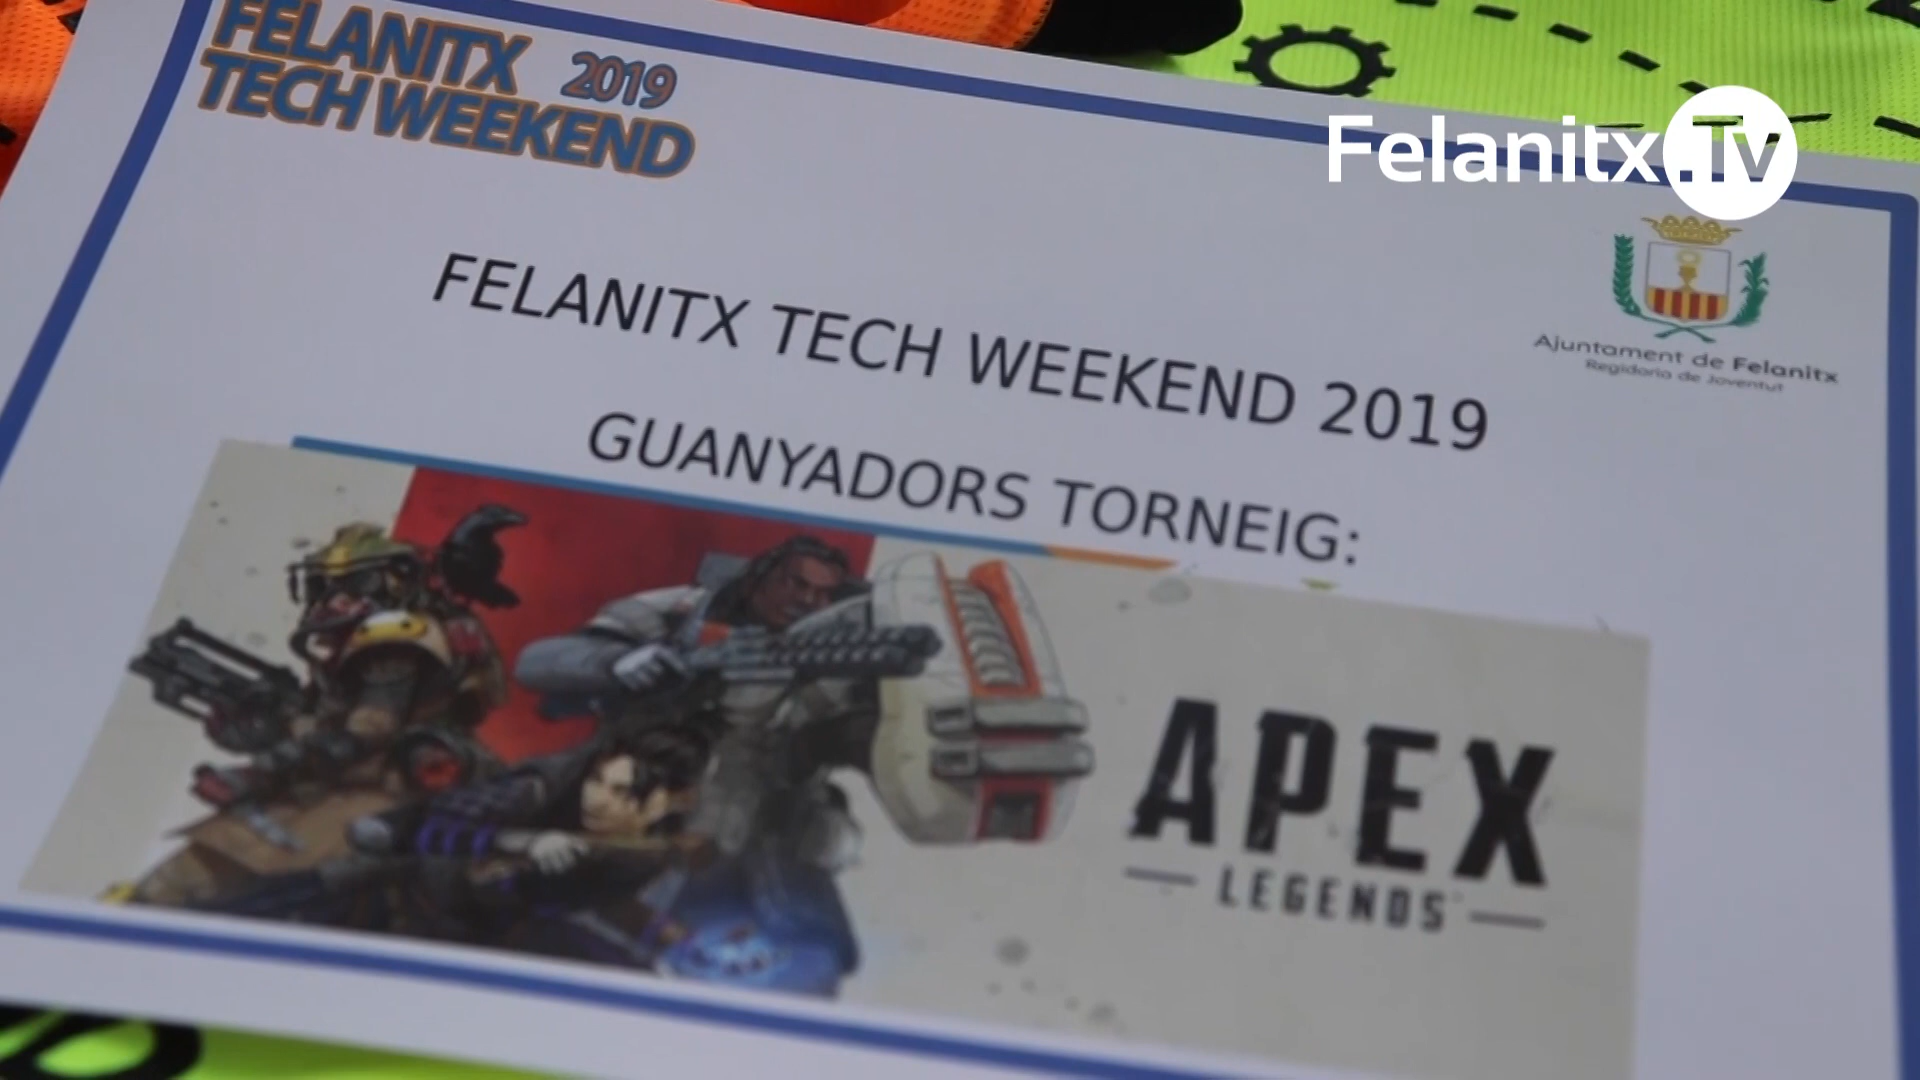 FELANITX 2019
TECH WEEKEND
Felanitx.Tv
Ajuntament de Felanitx
Regidoria de Joventut
FELANITX TECH WEEKEND 2019
GUANYADORS TORNEIG:
APEX
LEGENDS